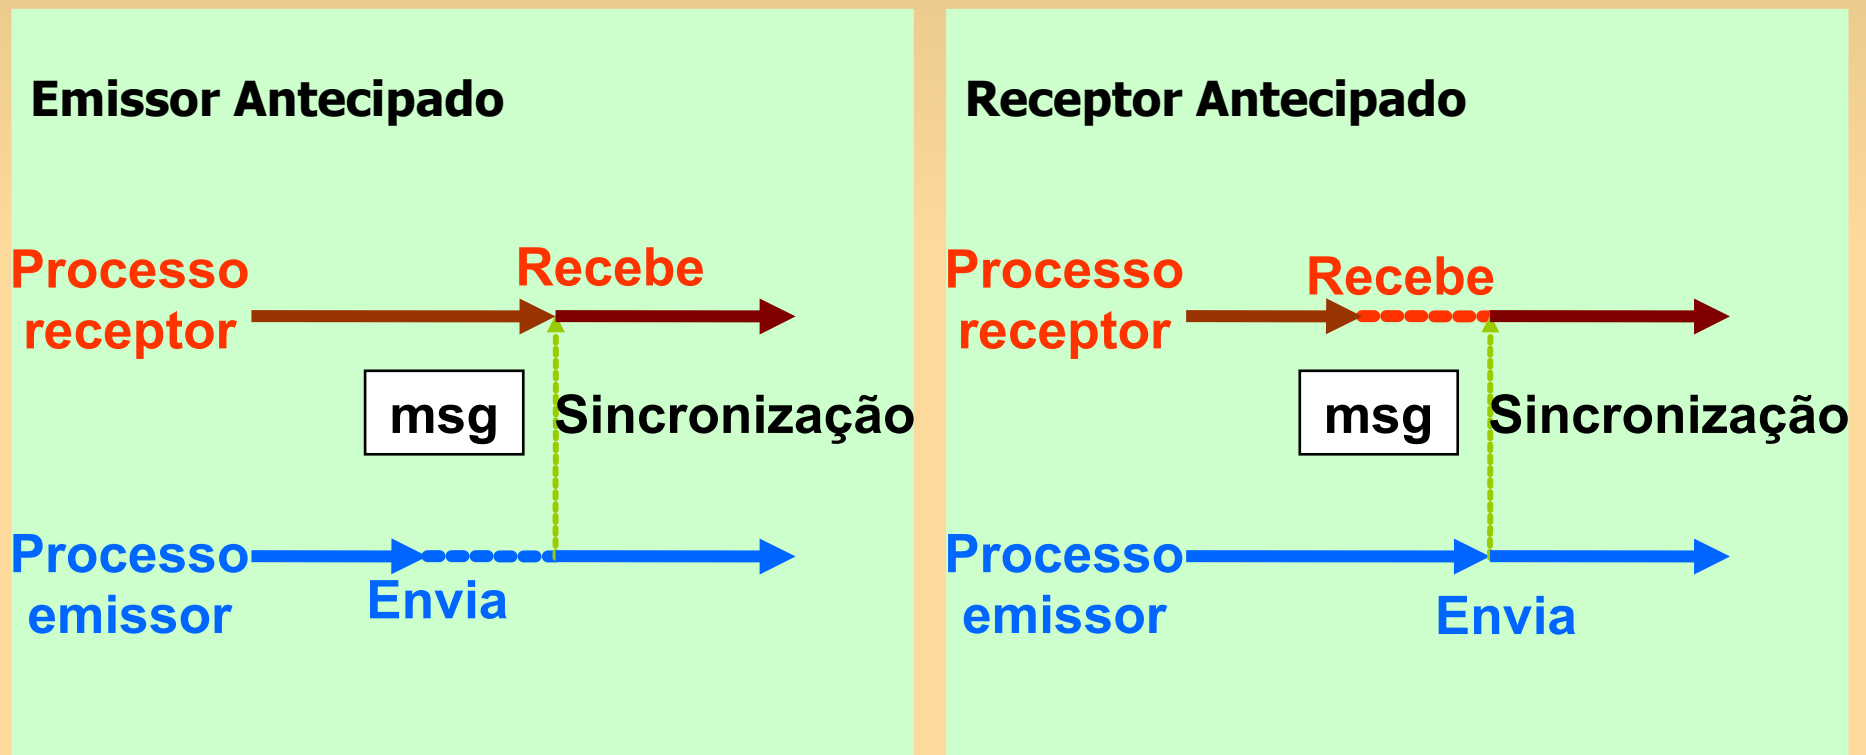 Emissor Antecipado
Processo
receptor
Recebe
msg
Sincronização
Processo
emissor
Envia
Receptor Antecipado
Processo
receptor
Recebe
msg
Sincronização
Processo
emissor
Envia